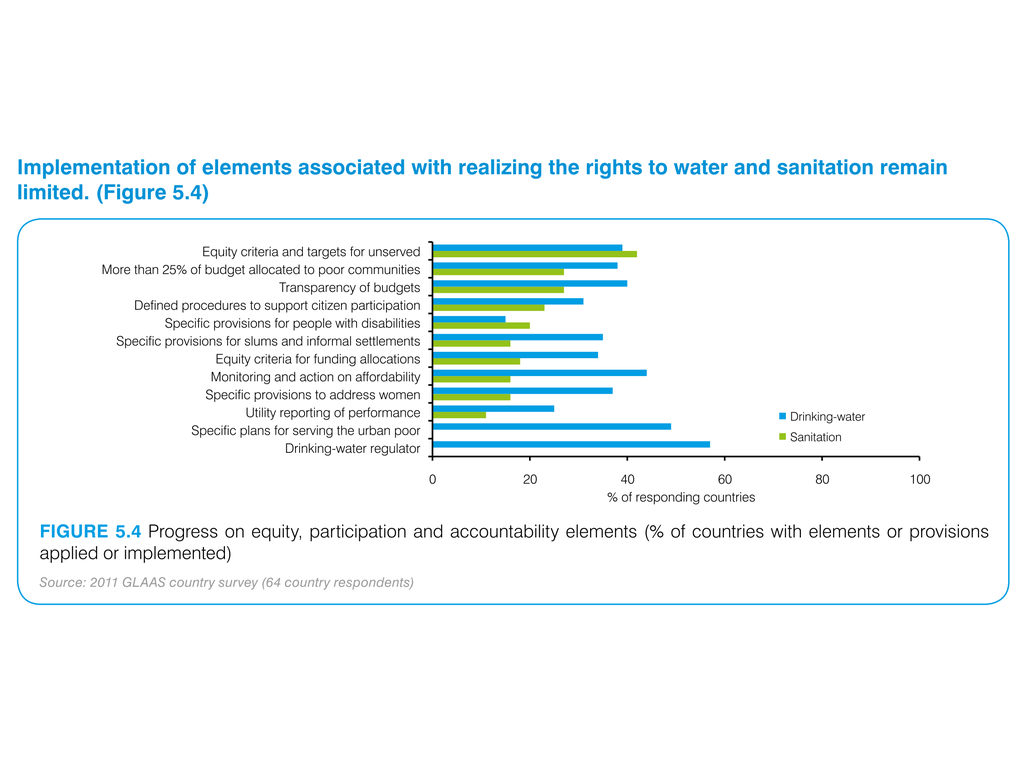 Implementation of elements associated with realizing the rights to water and sanitation remain
limited. (Figure 5.4)
Equity criteria and targets for unserved
More than 25% of budget allocated to poor communities
Transparency of budgets
Defined procedures to support citizen participation
Specific provisions for people with disabilities
Specific provisions for slums and informal settlements
Equity criteria for funding allocations
Monitoring and action on affordability
Specific provisions to address women
Utility reporting of performance
Specific plans for serving the urban poor
Drinking-water regulator
Drinking-water
Sanitation
0 20 40 60 80 100
% of responding countries
FIGURE 5.4 Progress on equity, participation and accountability elements (% of countries with elements or provisions
applied or implemented)
Source: 2011 GLAAS country survey (64 country respondents)